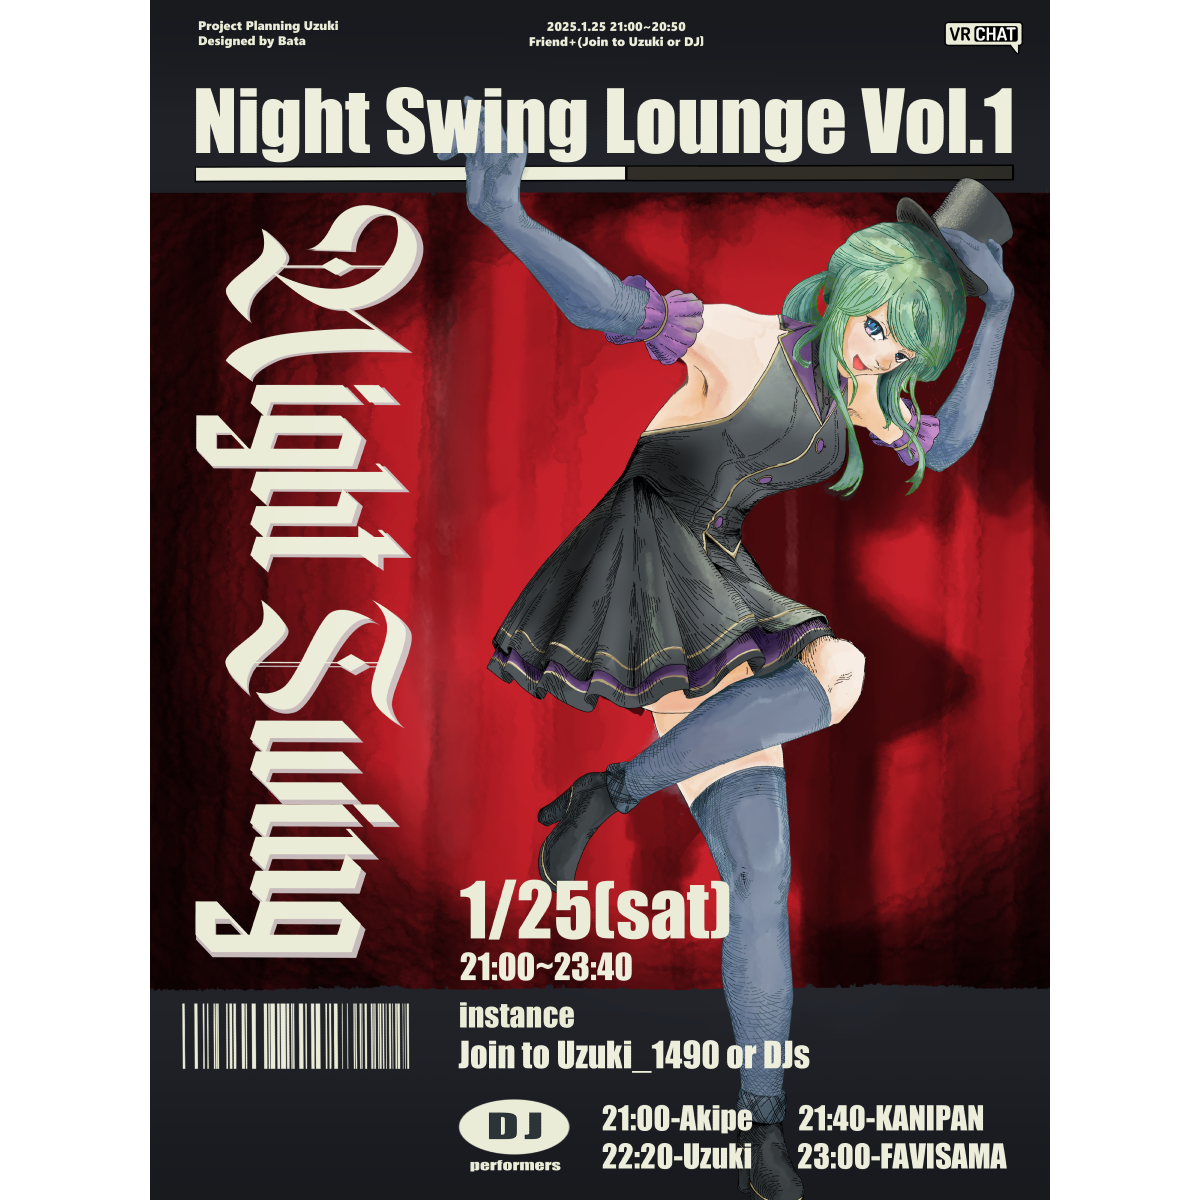 Project Planning Uzuki
Designed by Bata
2025.1.25 21:00~20:50
Friend+(Join to Uzuki or DJ)
VRCHAT
Night Swing Lounge Vol.1
Night Swing
1/25(sat)
21:00~23:40
instance
Join to Uzuki_1490 or DJs
DJ
performers
21:00-Akipe
21:40-KANIPAN
22:20-Uzuki
23:00-FAVISAMA